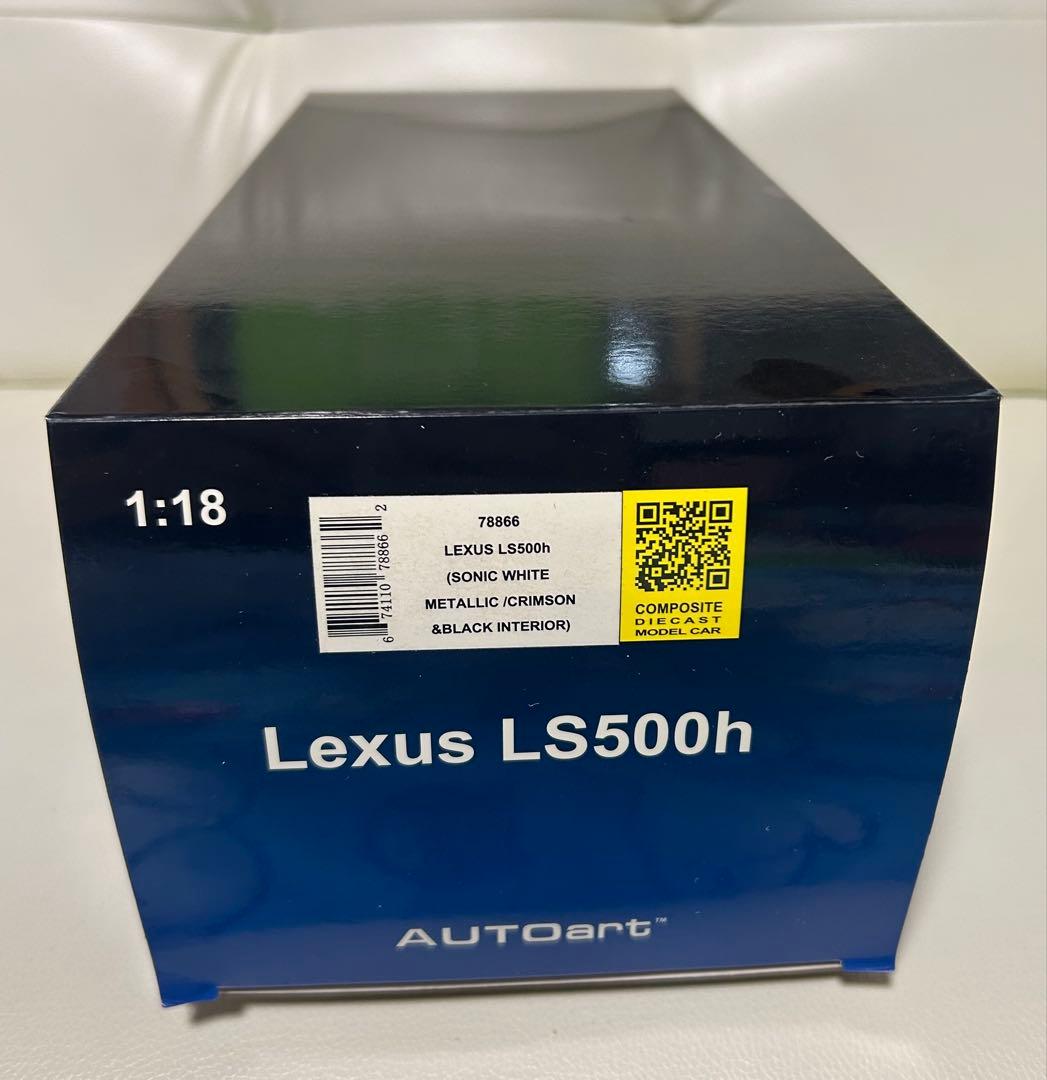 1:18
78866
LEXUS LS500h
(SONIC WHITE
METALLIC /CRIMSON
&BLACK INTERIOR)
6 74110 78866 2
COMPOSITE
DIECAST
MODEL CAR
Lexus LS500h
AUTOart™